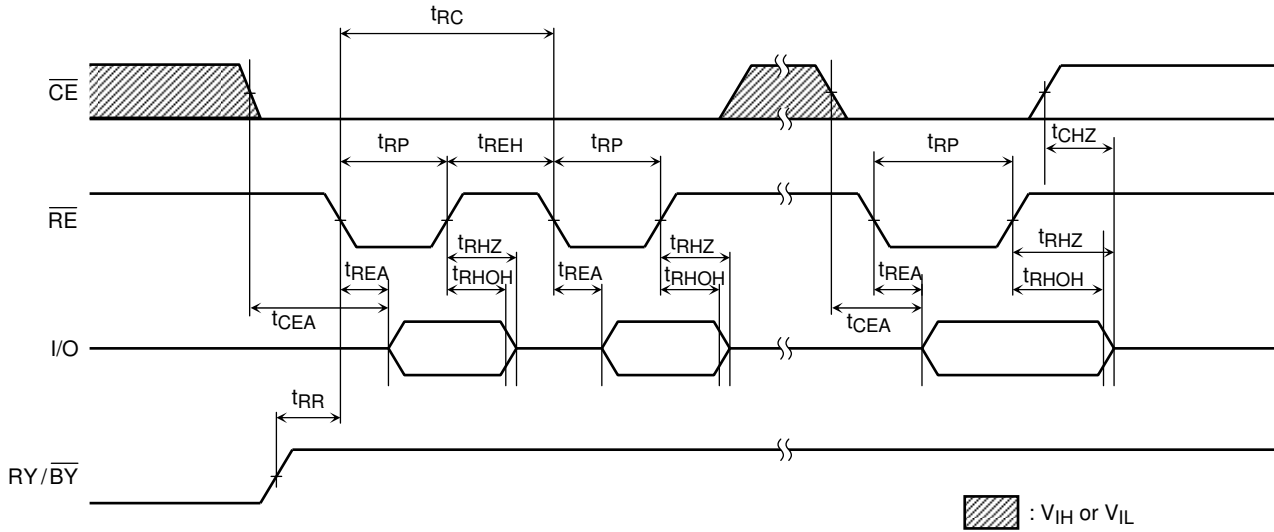 tRC
CE
tCHZ
tRP tREH tRP tRP
RE
tRHZ tRHZ tRHZ
tREA tRHOH tREA tRHOH tREA tRHOH
tCEA tCEA
I/O
tRR
RY/BY
: VIH or VIL